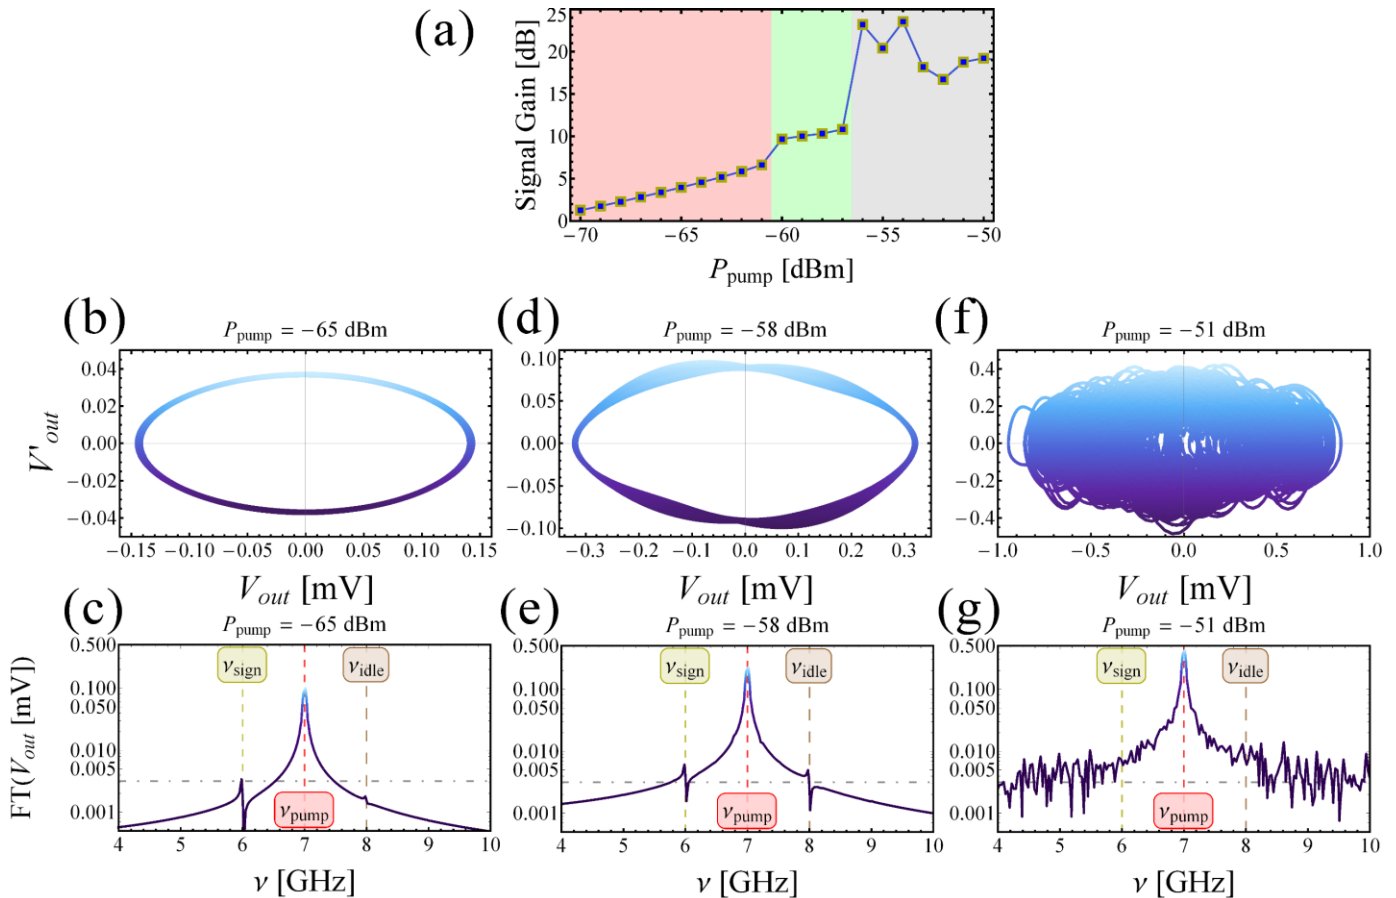 (a)
Signal Gain [dB]
25
20
15
10
5
0
−70 −65 −60 −55 −50
P_pump [dBm]
(b)
P_pump = −65 dBm
V'_out
0.04
0.02
0.00
−0.02
−0.04
−0.15 −0.10 −0.05 0.00 0.05 0.10 0.15
V_out [mV]
(d)
P_pump = −58 dBm
0.10
0.05
0.00
−0.05
−0.10
−0.3 −0.2 −0.1 0.0 0.1 0.2 0.3
V_out [mV]
(f)
P_pump = −51 dBm
0.4
0.2
0.0
−0.2
−0.4
−1.0 −0.5 0.0 0.5 1.0
V_out [mV]
(c)
P_pump = −65 dBm
FT(V_out [mV])
0.500
0.100
0.050
0.010
0.005
0.001
ν_sign
ν_idle
ν_pump
4 5 6 7 8 9 10
ν [GHz]
(e)
P_pump = −58 dBm
0.500
0.100
0.050
0.010
0.005
0.001
ν_sign
ν_idle
ν_pump
4 5 6 7 8 9 10
ν [GHz]
(g)
P_pump = −51 dBm
0.500
0.100
0.050
0.010
0.005
0.001
ν_sign
ν_idle
ν_pump
4 5 6 7 8 9 10
ν [GHz]